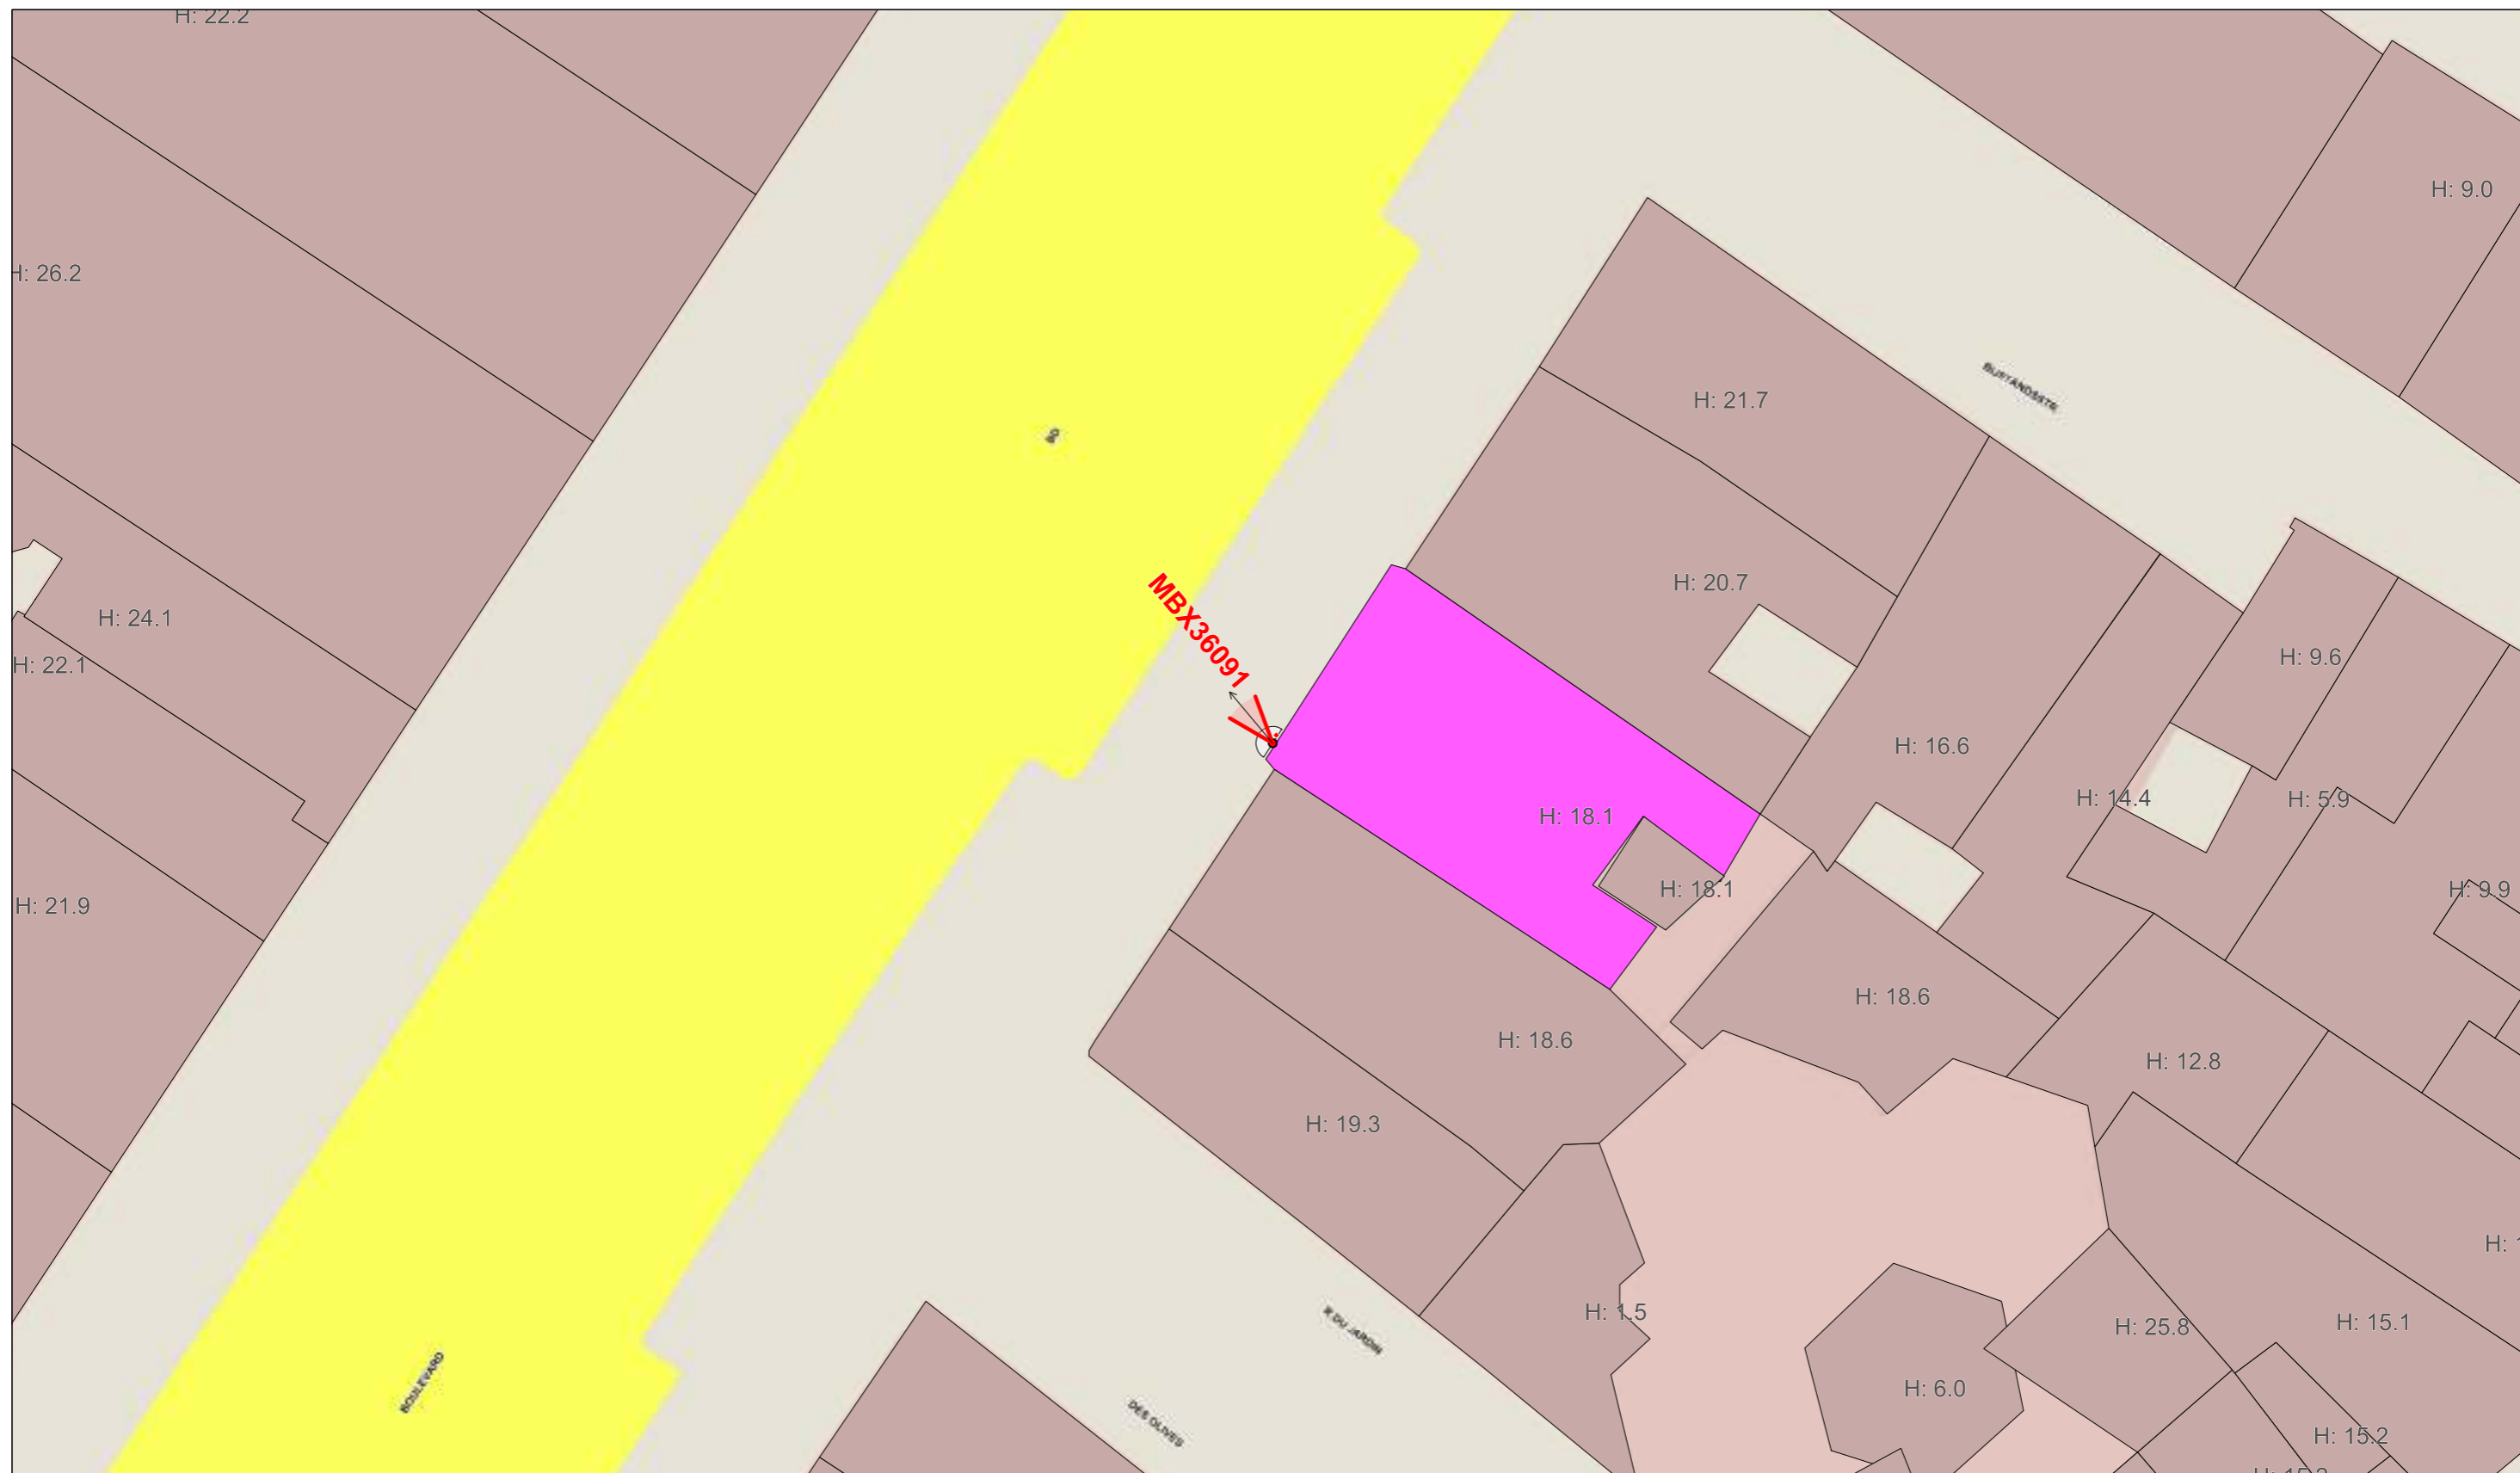 H: 22.2
H: 9.0
H: 26.2
H: 21.7
H: 20.7
H: 24.1
MBX36091
H: 22.1
H: 9.6
H: 16.6
H: 14.4
H: 5.9
H: 18.1
H: 18.1
H: 9.9
H: 21.9
H: 18.6
H: 18.6
H: 12.8
H: 19.3
H: 1.5
R DU JARDIN
H: 25.8
H: 15.1
BOULEVARD
H: 6.0
DES OLIVES
H: 15.2